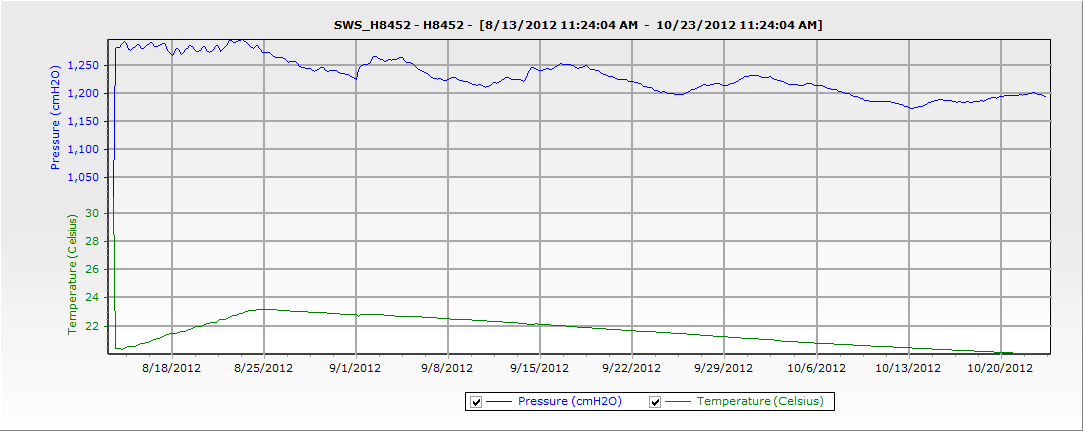 SWS_H8452 - H8452 - [8/13/2012 11:24:04 AM - 10/23/2012 11:24:04 AM]
Pressure (cmH2O)
1,250
1,200
1,150
1,100
1,050
Temperature (Celsius)
30
28
26
24
22
8/18/2012 8/25/2012 9/1/2012 9/8/2012 9/15/2012 9/22/2012 9/29/2012 10/6/2012 10/13/2012 10/20/2012
Pressure (cmH2O) Temperature (Celsius)